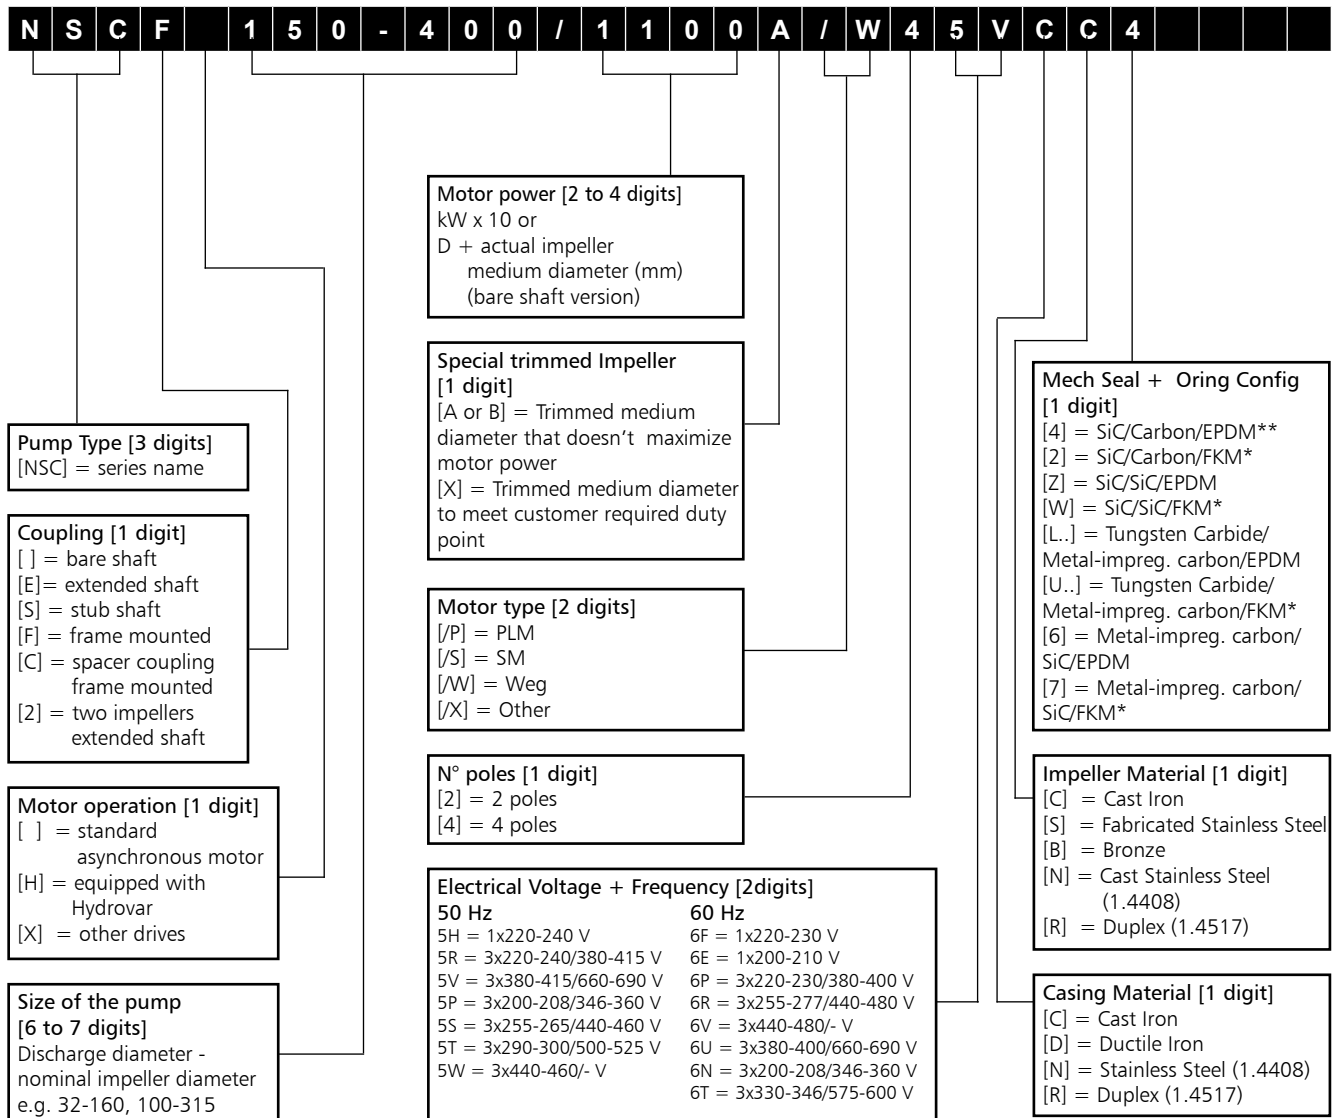 N S C F 1 5 0 - 4 0 0 / 1 1 0 0 A / W 4 5 V C C 4
Motor power [2 to 4 digits]
kW x 10 or
D + actual impeller
medium diameter (mm)
(bare shaft version)
Special trimmed Impeller
[1 digit]
[A or B] = Trimmed medium
diameter that doesn't maximize
motor power
[X] = Trimmed medium diameter
to meet customer required duty
point
Motor type [2 digits]
[/P] = PLM
[/S] = SM
[/W] = Weg
[/X] = Other
N° poles [1 digit]
[2] = 2 poles
[4] = 4 poles
Electrical Voltage + Frequency [2digits]
50 Hz
5H = 1x220-240 V
5R = 3x220-240/380-415 V
5V = 3x380-415/660-690 V
5P = 3x200-208/346-360 V
5S = 3x255-265/440-460 V
5T = 3x290-300/500-525 V
5W = 3x440-460/- V
60 Hz
6F = 1x220-230 V
6E = 1x200-210 V
6P = 3x220-230/380-400 V
6R = 3x255-277/440-480 V
6V = 3x440-480/- V
6U = 3x380-400/660-690 V
6N = 3x200-208/346-360 V
6T = 3x330-346/575-600 V
Pump Type [3 digits]
[NSC] = series name
Coupling [1 digit]
[ ] = bare shaft
[E]= extended shaft
[S] = stub shaft
[F] = frame mounted
[C] = spacer coupling
frame mounted
[2] = two impellers
extended shaft
Motor operation [1 digit]
[ ] = standard
asynchronous motor
[H] = equipped with
Hydrovar
[X] = other drives
Size of the pump
[6 to 7 digits]
Discharge diameter -
nominal impeller diameter
e.g. 32-160, 100-315
Mech Seal + Oring Config
[1 digit]
[4] = SiC/Carbon/EPDM**
[2] = SiC/Carbon/FKM*
[Z] = SiC/SiC/EPDM
[W] = SiC/SiC/FKM*
[L..] = Tungsten Carbide/
Metal-impreg. carbon/EPDM
[U..] = Tungsten Carbide/
Metal-impreg. carbon/FKM*
[6] = Metal-impreg. carbon/
SiC/EPDM
[7] = Metal-impreg. carbon/
SiC/FKM*
Impeller Material [1 digit]
[C] = Cast Iron
[S] = Fabricated Stainless Steel
[B] = Bronze
[N] = Cast Stainless Steel
(1.4408)
[R] = Duplex (1.4517)
Casing Material [1 digit]
[C] = Cast Iron
[D] = Ductile Iron
[N] = Stainless Steel (1.4408)
[R] = Duplex (1.4517)